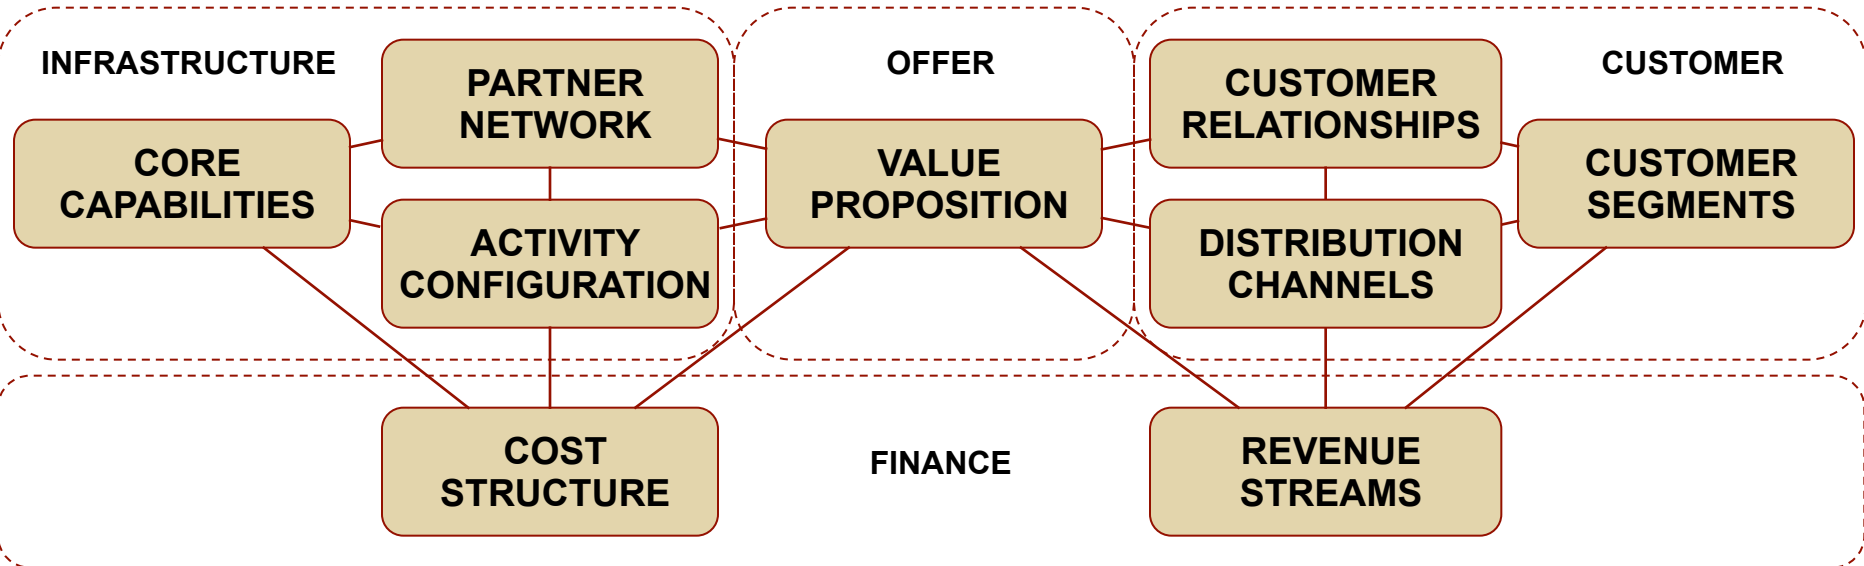 INFRASTRUCTURE
PARTNER
NETWORK
CORE
CAPABILITIES
ACTIVITY
CONFIGURATION
OFFER
VALUE
PROPOSITION
CUSTOMER
CUSTOMER
RELATIONSHIPS
CUSTOMER
SEGMENTS
DISTRIBUTION
CHANNELS
COST
STRUCTURE
FINANCE
REVENUE
STREAMS